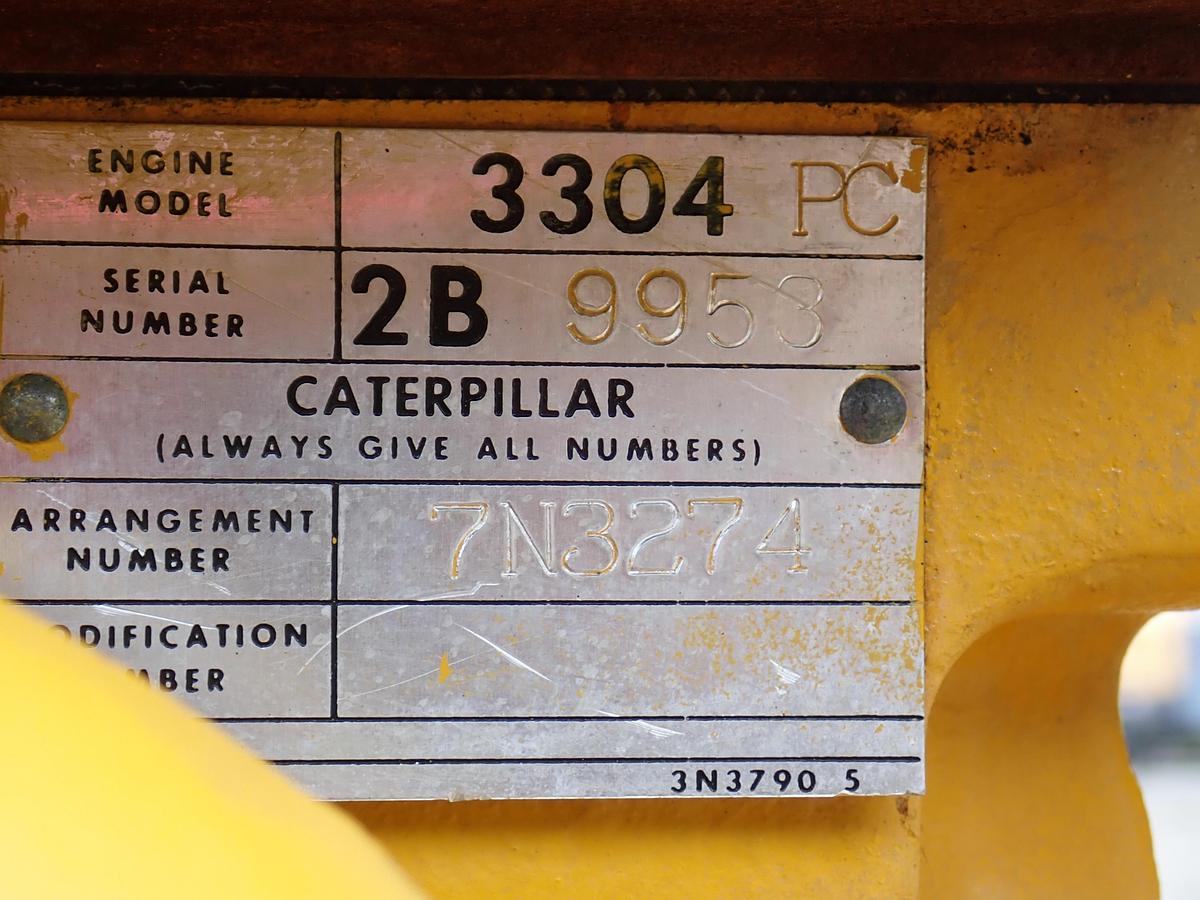 ENGINE MODEL 3304 PC
SERIAL NUMBER 2B 9953
CATERPILLAR
(ALWAYS GIVE ALL NUMBERS)
ARRANGEMENT NUMBER 7N3274
ODIFICATION
MBER
3N3790 5